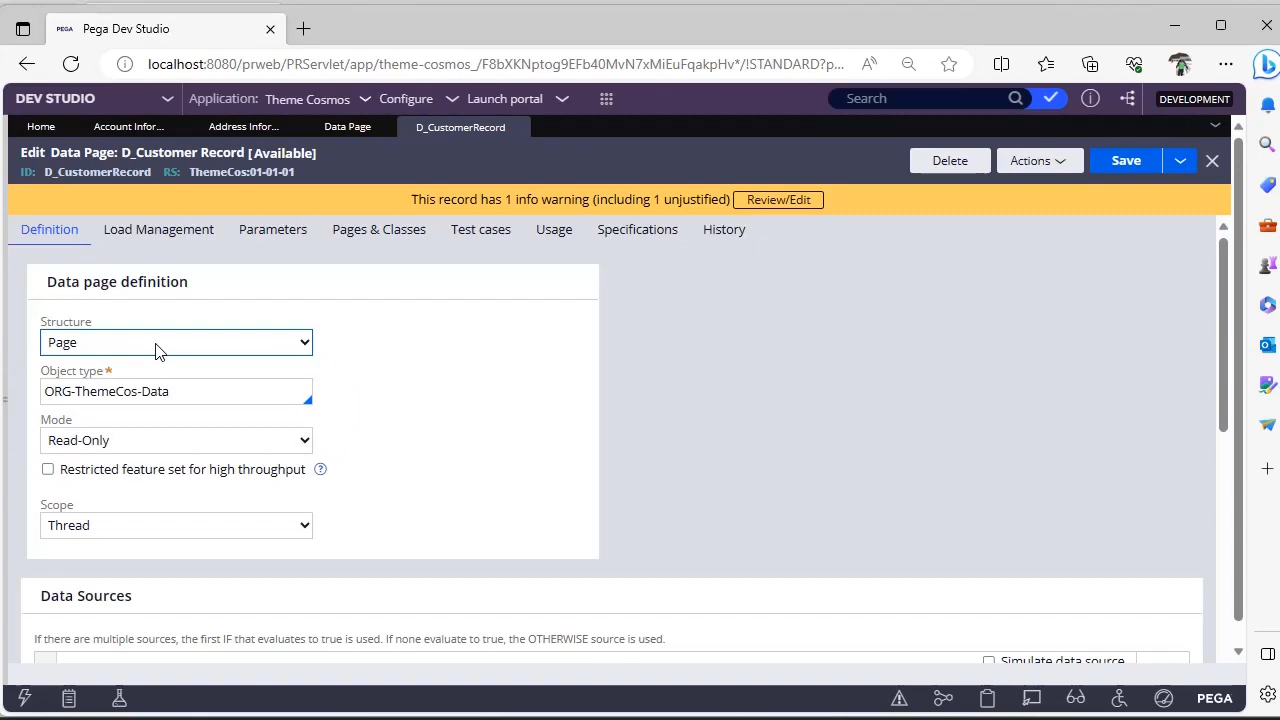 PEGA Pega Dev Studio
localhost:8080/prweb/PRServlet/app/theme-cosmos_/F8bXKNptog9EFb40MvN7xMiEuFqakpHv*/!STANDARD?p...
DEV STUDIO Application: Theme Cosmos Configure Launch portal Search DEVELOPMENT
Home Account Infor... Address Infor... Data Page D_CustomerRecord
Edit Data Page: D_Customer Record [Available]
ID: D_CustomerRecord RS: ThemeCos:01-01-01
Delete Actions Save
This record has 1 info warning (including 1 unjustified) Review/Edit
Definition Load Management Parameters Pages & Classes Test cases Usage Specifications History
Data page definition
Structure
Page
Object type*
ORG-ThemeCos-Data
Mode
Read-Only
Restricted feature set for high throughput ?
Scope
Thread
Data Sources
If there are multiple sources, the first IF that evaluates to true is used. If none evaluate to true, the OTHERWISE source is used.
Simulate data source
PEGA